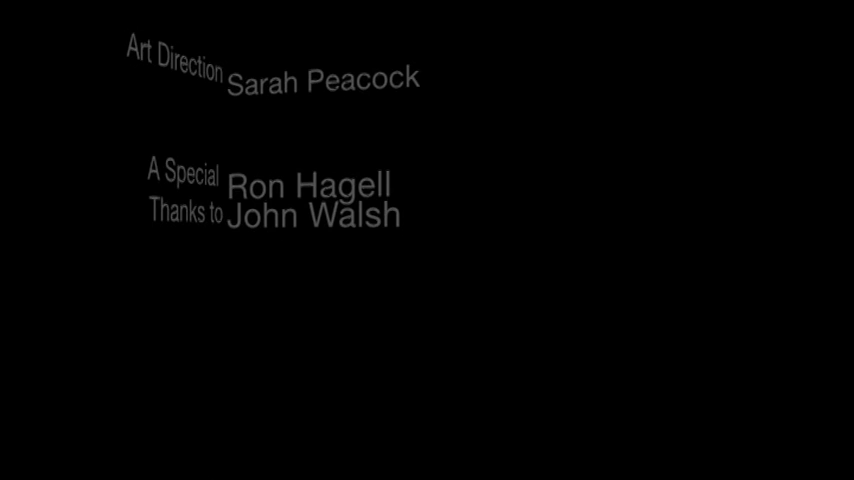 Art Direction Sarah Peacock
A Special Ron Hagell
Thanks to John Walsh